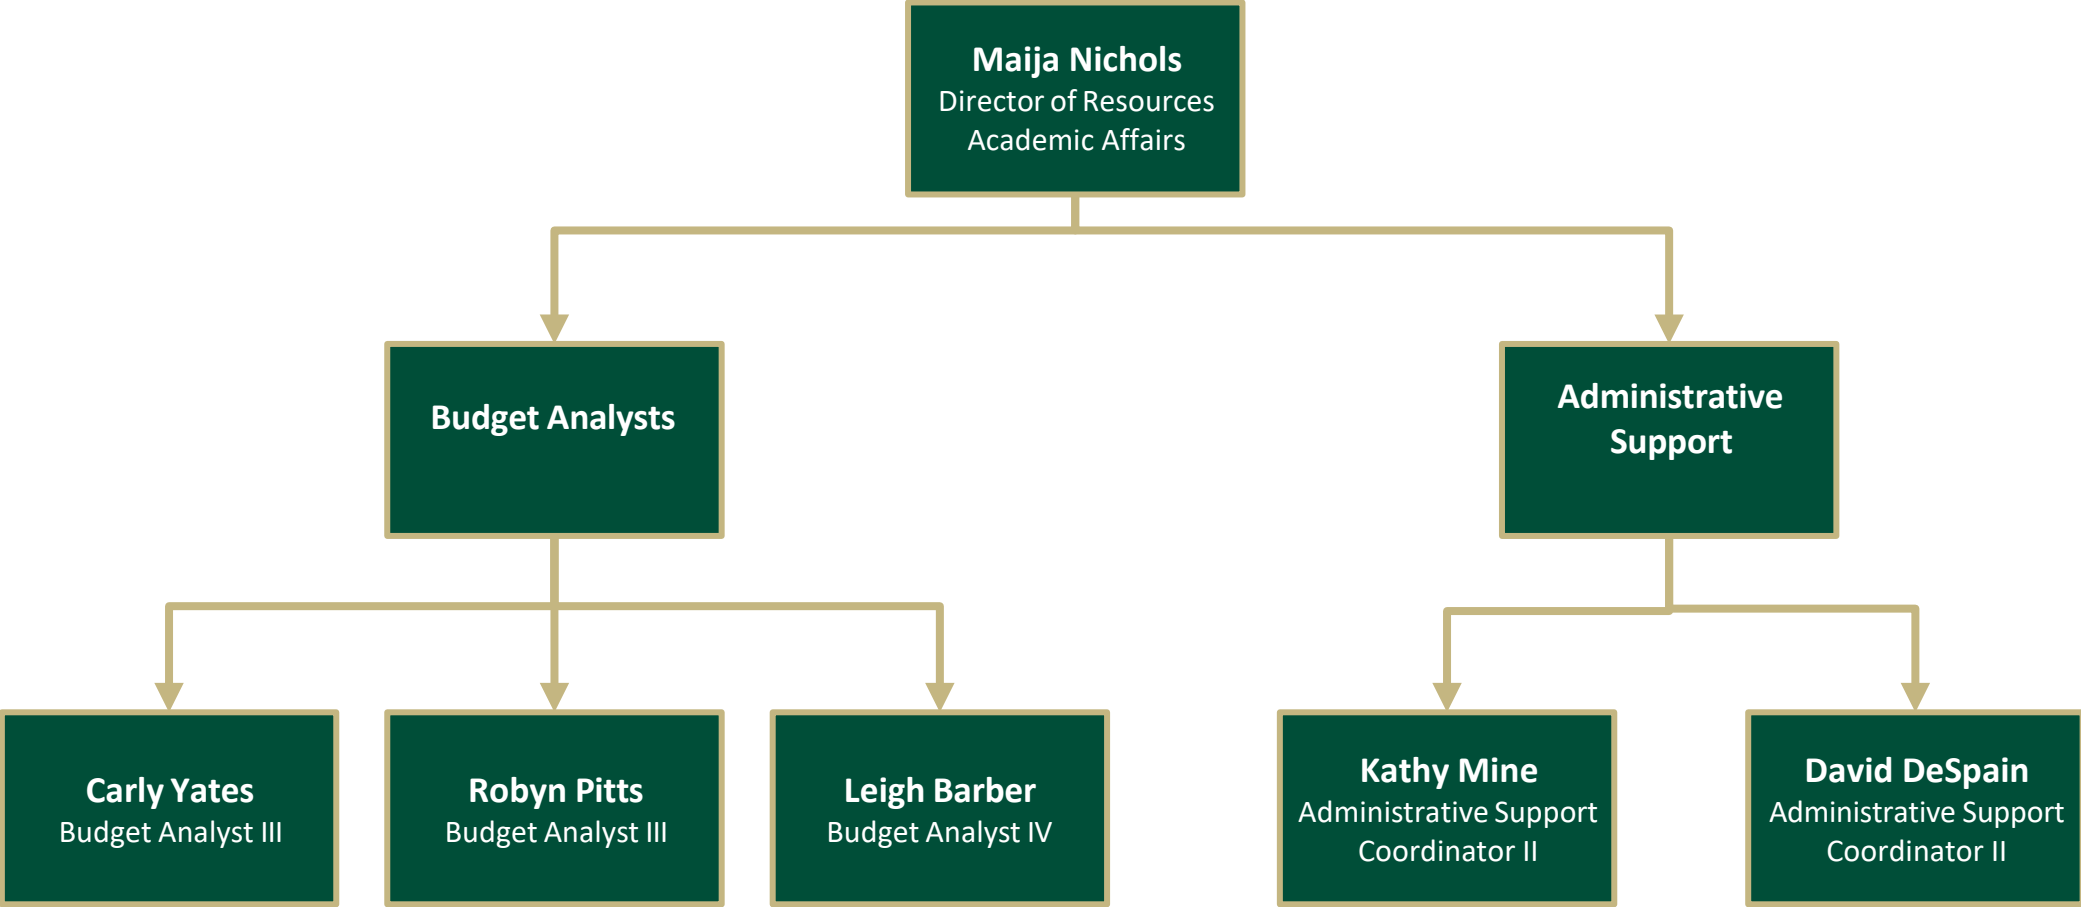 Maija Nichols
Director of Resources
Academic Affairs
Budget Analysts
Administrative
Support
Carly Yates
Budget Analyst III
Robyn Pitts
Budget Analyst III
Leigh Barber
Budget Analyst IV
Kathy Mine
Administrative Support
Coordinator II
David DeSpain
Administrative Support
Coordinator II